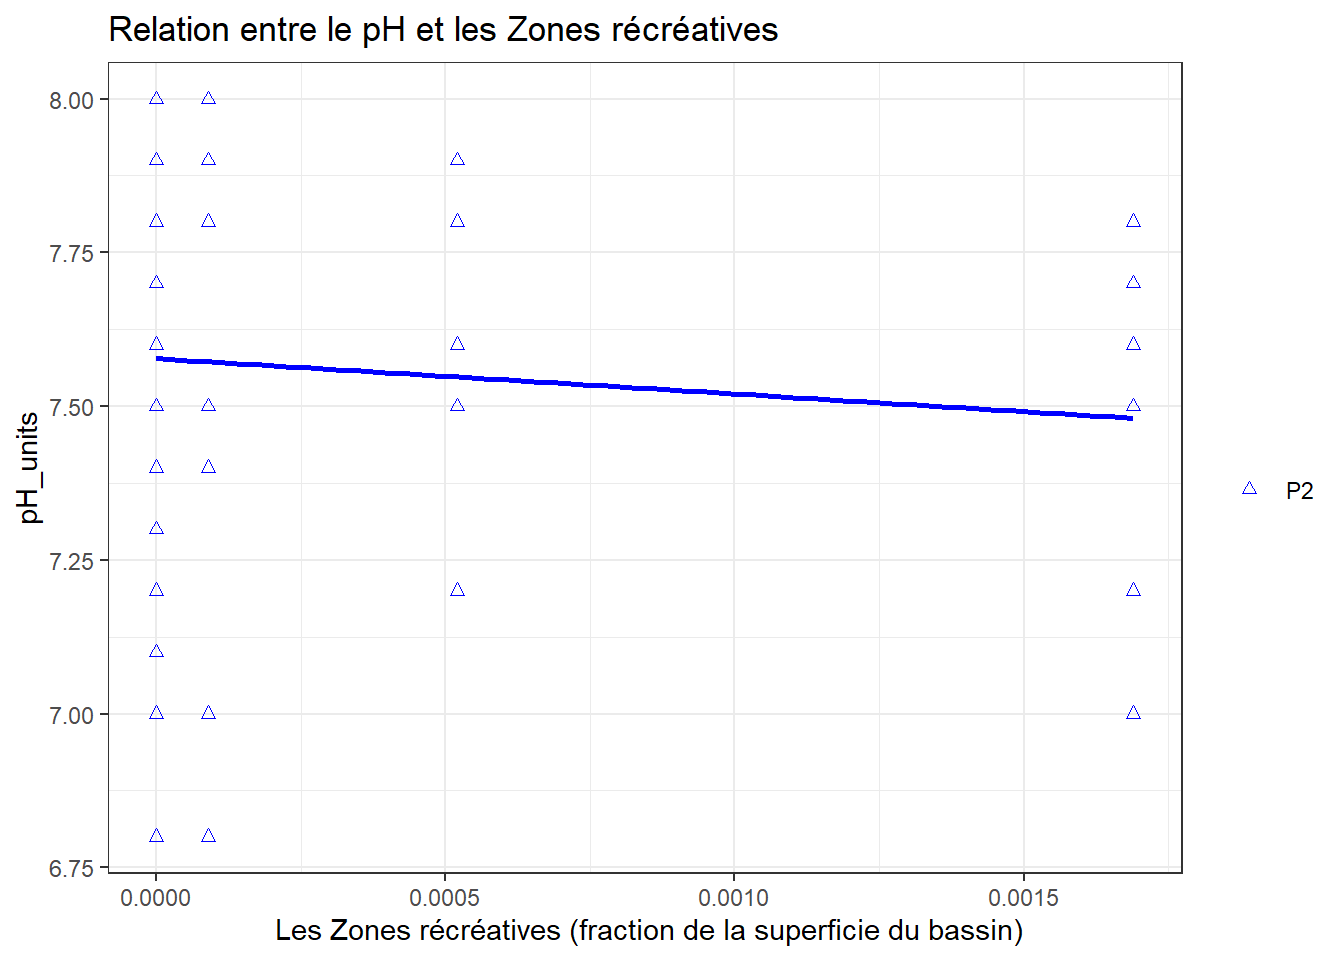 Relation entre le pH et les Zones récréatives
8.00
7.75
7.50
7.25
7.00
6.75
pH_units
0.0000
0.0005
0.0010
0.0015
Les Zones récréatives (fraction de la superficie du bassin)
P2